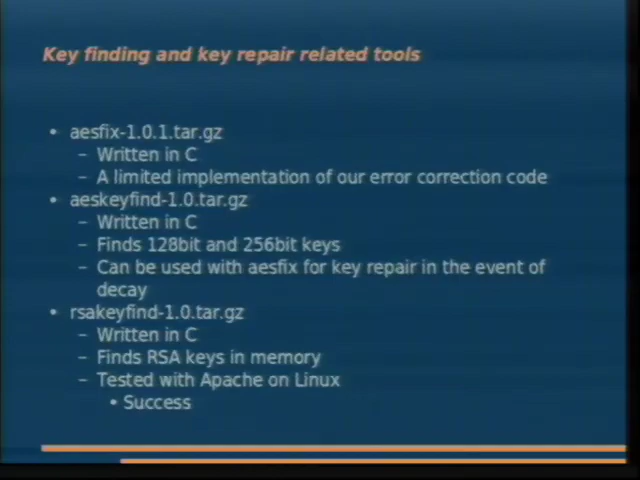 Key finding and key repair related tools
• aesfix-1.0.1.tar.gz
– Written in C
– A limited implementation of our error correction code
• aeskeyfind-1.0.tar.gz
– Written in C
– Finds 128bit and 256bit keys
– Can be used with aesfix for key repair in the event of
decay
• rsakeyfind-1.0.tar.gz
– Written in C
– Finds RSA keys in memory
– Tested with Apache on Linux
• Success